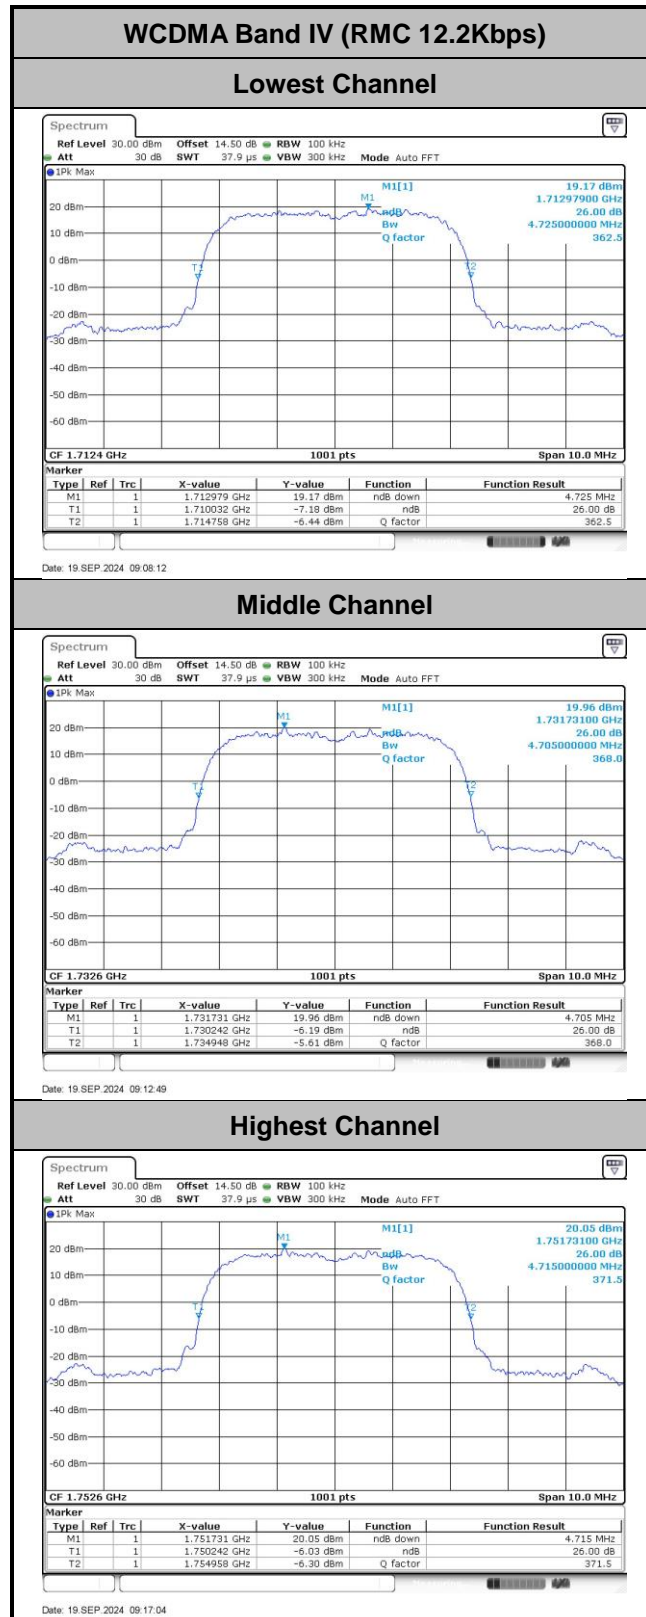 WCDMA Band IV (RMC 12.2Kbps)
Lowest Channel
Spectrum
Ref Level 30.00 dBm Offset 14.50 dB RBW 100 kHz
Att 30 dB SWT 37.9 µs VBW 300 kHz Mode Auto FFT
1Pk Max
M1[1] 19.17 dBm
M1 1.71297900 GHz
20 dBm ndB 26.00 dB
Bw 4.725000000 MHz
10 dBm Q factor 362.5
0 dBm
T1 T2
-10 dBm
-20 dBm
-30 dBm
-40 dBm
-50 dBm
-60 dBm
CF 1.7124 GHz 1001 pts Span 10.0 MHz
Marker
Type Ref Trc X-value Y-value Function Function Result
M1 1 1.712979 GHz 19.17 dBm ndB down 4.725 MHz
T1 1 1.710032 GHz -7.18 dBm ndB 26.00 dB
T2 1 1.714758 GHz -6.44 dBm Q factor 362.5
Date: 19.SEP.2024 09:08:12
Middle Channel
Spectrum
Ref Level 30.00 dBm Offset 14.50 dB RBW 100 kHz
Att 30 dB SWT 37.9 µs VBW 300 kHz Mode Auto FFT
1Pk Max
M1[1] 19.96 dBm
M1 1.73173100 GHz
20 dBm ndB 26.00 dB
Bw 4.705000000 MHz
10 dBm Q factor 368.0
0 dBm
T1 T2
-10 dBm
-20 dBm
-30 dBm
-40 dBm
-50 dBm
-60 dBm
CF 1.7326 GHz 1001 pts Span 10.0 MHz
Marker
Type Ref Trc X-value Y-value Function Function Result
M1 1 1.731731 GHz 19.96 dBm ndB down 4.705 MHz
T1 1 1.730242 GHz -6.19 dBm ndB 26.00 dB
T2 1 1.734948 GHz -5.61 dBm Q factor 368.0
Date: 19.SEP.2024 09:12:49
Highest Channel
Spectrum
Ref Level 30.00 dBm Offset 14.50 dB RBW 100 kHz
Att 30 dB SWT 37.9 µs VBW 300 kHz Mode Auto FFT
1Pk Max
M1[1] 20.05 dBm
M1 1.75173100 GHz
20 dBm ndB 26.00 dB
Bw 4.715000000 MHz
10 dBm Q factor 371.5
0 dBm
T1 T2
-10 dBm
-20 dBm
-30 dBm
-40 dBm
-50 dBm
-60 dBm
CF 1.7526 GHz 1001 pts Span 10.0 MHz
Marker
Type Ref Trc X-value Y-value Function Function Result
M1 1 1.751731 GHz 20.05 dBm ndB down 4.715 MHz
T1 1 1.750242 GHz -6.03 dBm ndB 26.00 dB
T2 1 1.754958 GHz -6.30 dBm Q factor 371.5
Date: 19.SEP.2024 09:17:04